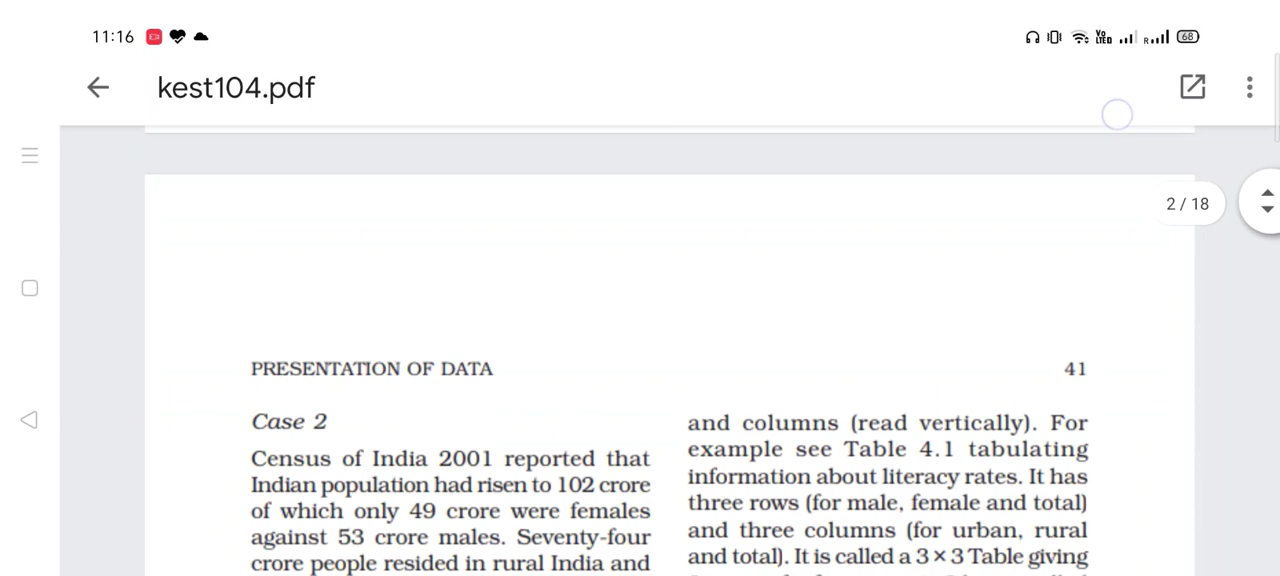 11:16
VO LTED R 68
kest104.pdf
2 / 18
PRESENTATION OF DATA 41
Case 2
Census of India 2001 reported that
Indian population had risen to 102 crore
of which only 49 crore were females
against 53 crore males. Seventy-four
crore people resided in rural India and
and columns (read vertically). For
example see Table 4.1 tabulating
information about literacy rates. It has
three rows (for male, female and total)
and three columns (for urban, rural
and total). It is called a 3 × 3 Table giving